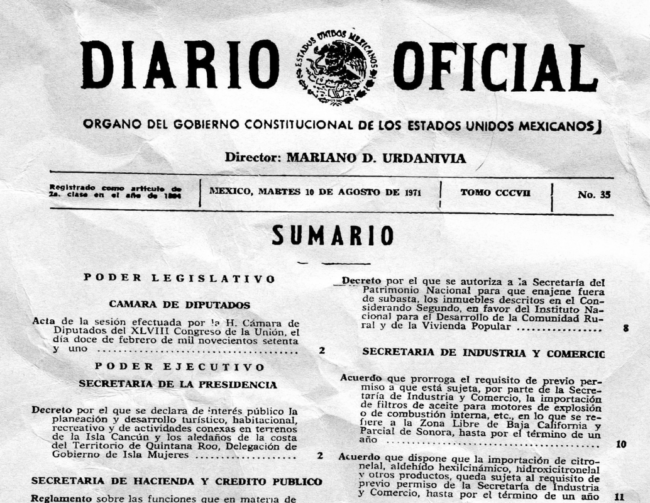 DIARIO OFICIAL
ESTADOS UNIDOS MEXICANOS
ORGANO DEL GOBIERNO CONSTITUCIONAL DE LOS ESTADOS UNIDOS MEXICANOS
Director: MARIANO D. URDANIVIA
Registrado como artículo de
2a. clase en el año de 1884
MEXICO, MARTES 10 DE AGOSTO DE 1971
TOMO CCCVII
No. 35
SUMARIO
PODER LEGISLATIVO
CAMARA DE DIPUTADOS
Acta de la sesión efectuada por la H. Cámara de
Diputados del XLVIII Congreso de la Unión, el
día doce de febrero de mil novecientos setenta
y uno ........................................ 2
PODER EJECUTIVO
SECRETARIA DE LA PRESIDENCIA
Decreto por el que se declara de interés público la
planeación y desarrollo turístico, habitacional,
recreativo y de actividades conexas en terrenos
de la Isla Cancún y los aledaños de la costa
del Territorio de Quintana Roo, Delegación de
Gobierno de Isla Mujeres ........................ 2
SECRETARIA DE HACIENDA Y CREDITO PUBLICO
Reglamento sobre las funciones que en materia de
Decreto por el que se autoriza a la Secretaría del
Patrimonio Nacional para que enajene fuera
de subasta, los inmuebles descritos en el Con-
siderando Segundo, en favor del Instituto Na-
cional para el Desarrollo de la Comunidad Ru-
ral y de la Vivienda Popular .................. 8
SECRETARIA DE INDUSTRIA Y COMERCIO
Acuerdo que prorroga el requisito de previo per-
miso a que está sujeta, por parte de la Secre-
taría de Industria y Comercio, la importación
de filtros de aceite para motores de explosión
o de combustión interna, etc., en lo que se re-
fiere a la Zona Libre de Baja California y
Parcial de Sonora, hasta por el término de un
año ........................................ 10
Acuerdo que dispone que la importación de citro-
nelal, aldehído hexilcinámico, hidroxicitronelal
y otros productos, queda sujeta al requisito de
previo permiso de la Secretaría de Industria
y Comercio, hasta por el término de un año 11